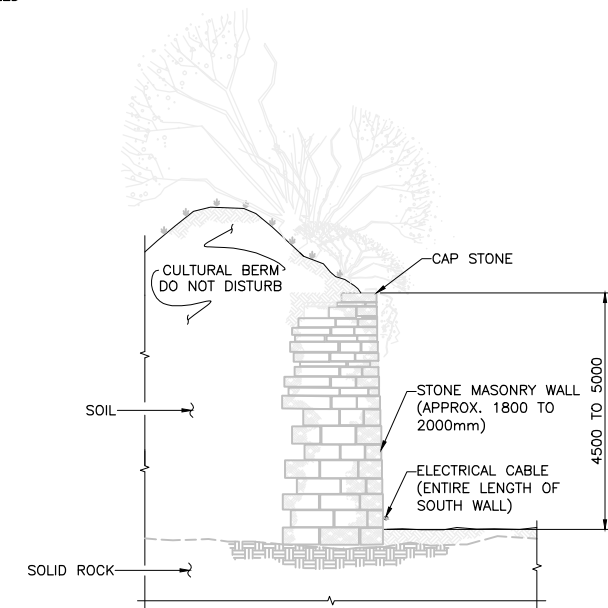 CULTURAL BERM
DO NOT DISTURB
CAP STONE
STONE MASONRY WALL
(APPROX. 1800 TO
2000mm)
4500 TO 5000
SOIL
ELECTRICAL CABLE
(ENTIRE LENGTH OF
SOUTH WALL)
SOLID ROCK